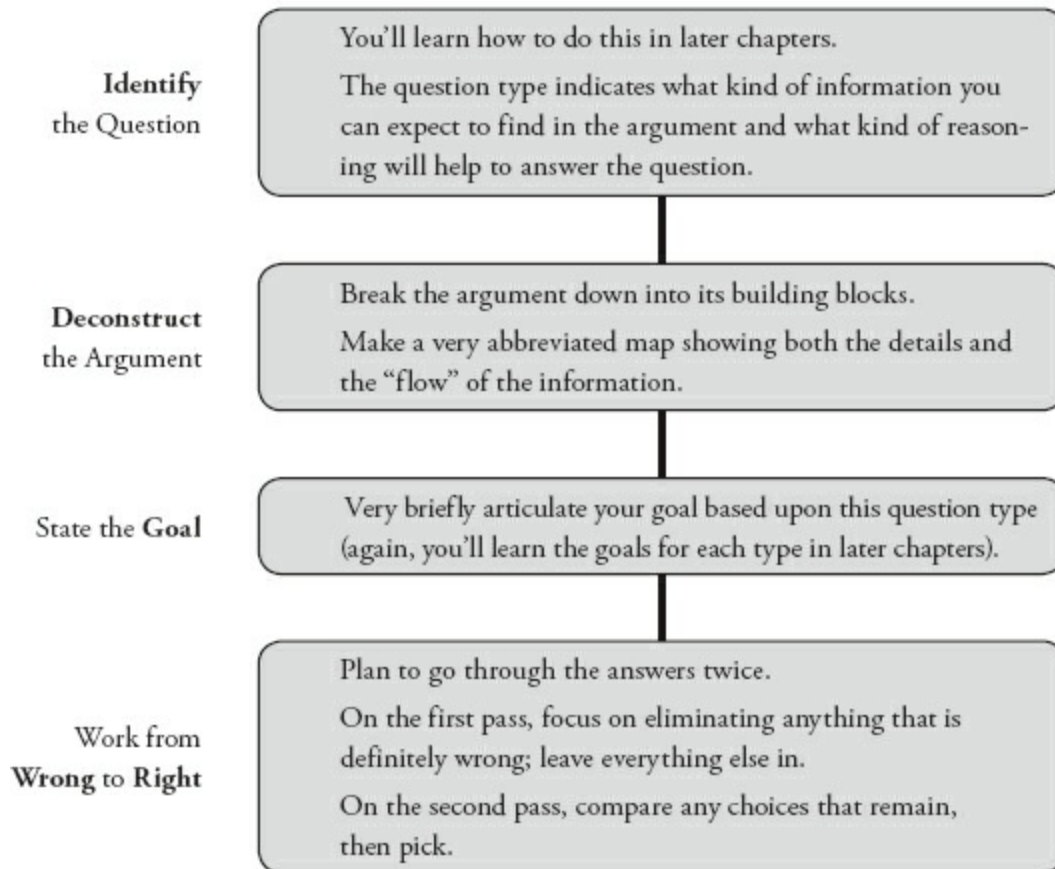 Identify
the Question
You'll learn how to do this in later chapters.
The question type indicates what kind of information you
can expect to find in the argument and what kind of reason-
ing will help to answer the question.
Deconstruct
the Argument
Break the argument down into its building blocks.
Make a very abbreviated map showing both the details and
the “flow” of the information.
State the Goal
Very briefly articulate your goal based upon this question type
(again, you'll learn the goals for each type in later chapters).
Work from
Wrong to Right
Plan to go through the answers twice.
On the first pass, focus on eliminating anything that is
definitely wrong; leave everything else in.
On the second pass, compare any choices that remain,
then pick.